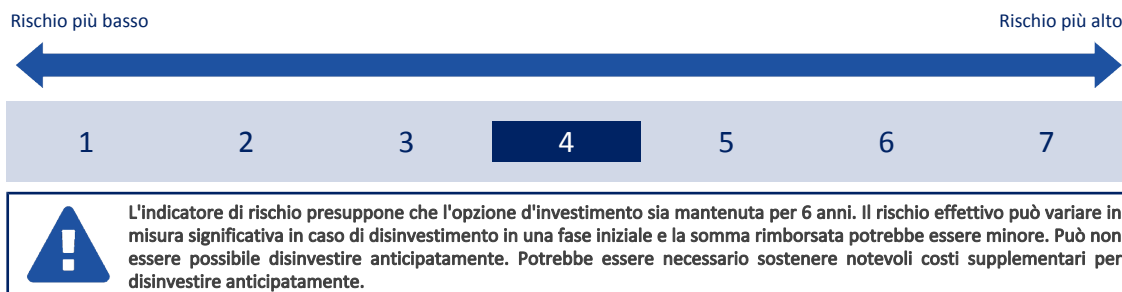 Rischio più basso Rischio più alto
1 2 3 4 5 6 7
L'indicatore di rischio presuppone che l'opzione d'investimento sia mantenuta per 6 anni. Il rischio effettivo può variare in
misura significativa in caso di disinvestimento in una fase iniziale e la somma rimborsata potrebbe essere minore. Può non
essere possibile disinvestire anticipatamente. Potrebbe essere necessario sostenere notevoli costi supplementari per
disinvestire anticipatamente.